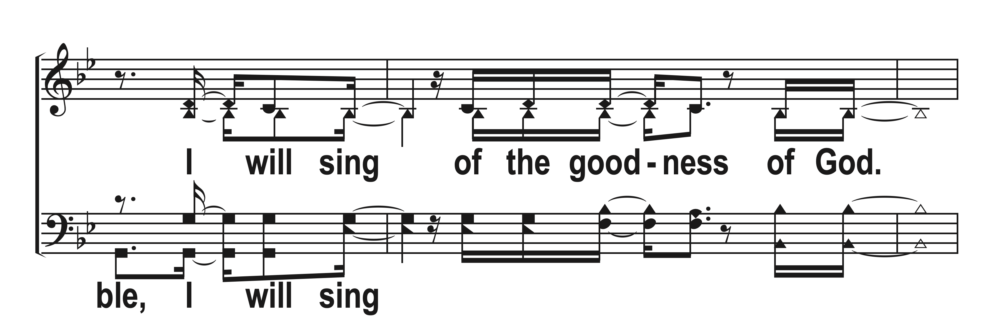 I will sing of the good - ness of God.
ble, I will sing